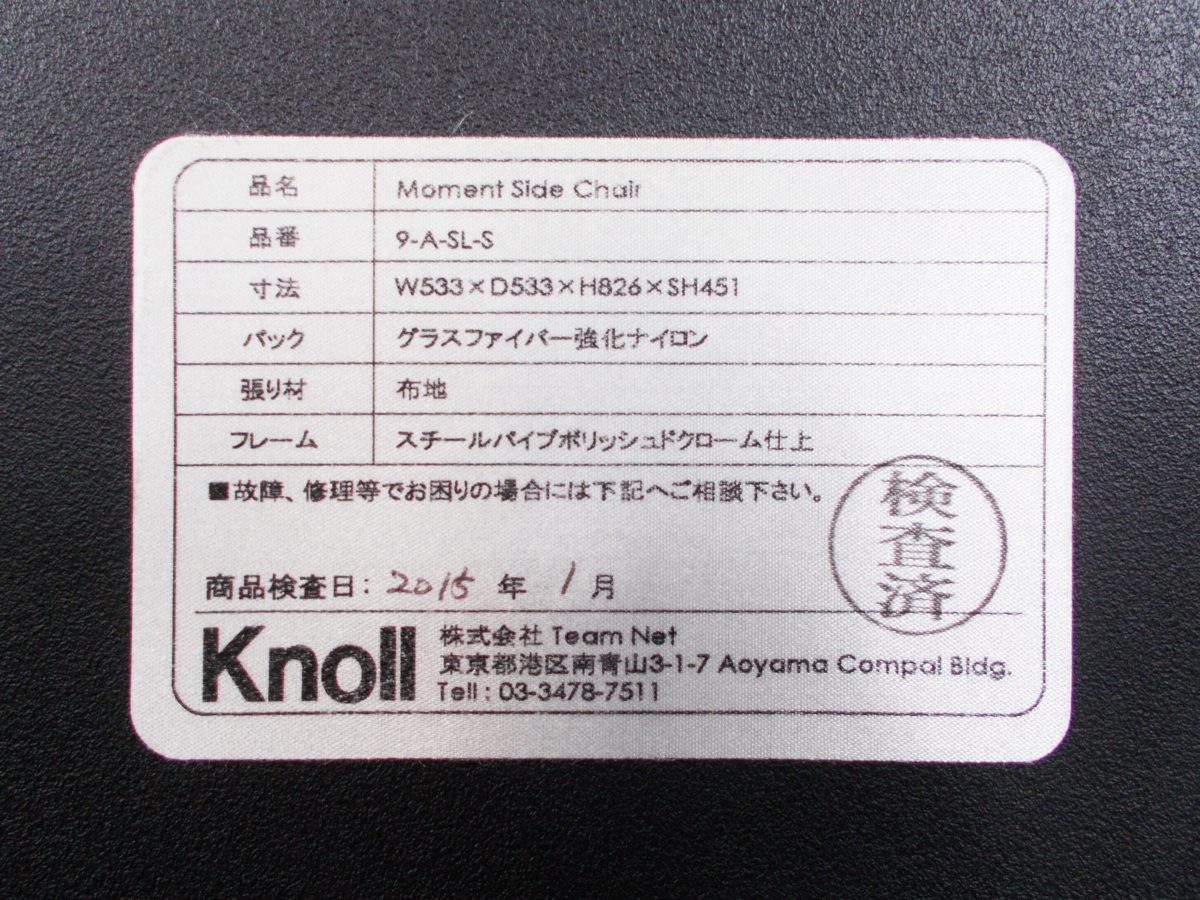 品名 Moment Side Chair
品番 9-A-SL-S
寸法 W533×D533×H826×SH451
バック グラスファイバー強化ナイロン
張り材 布地
フレーム スチールパイプポリッシュドクローム仕上
■故障、修理等でお困りの場合には下記へご相談下さい。
検査済
商品検査日: 2015 年 1 月
Knoll
株式会社 Team Net
東京都港区南青山3-1-7 Aoyama Compal Bldg.
Tell : 03-3478-7511